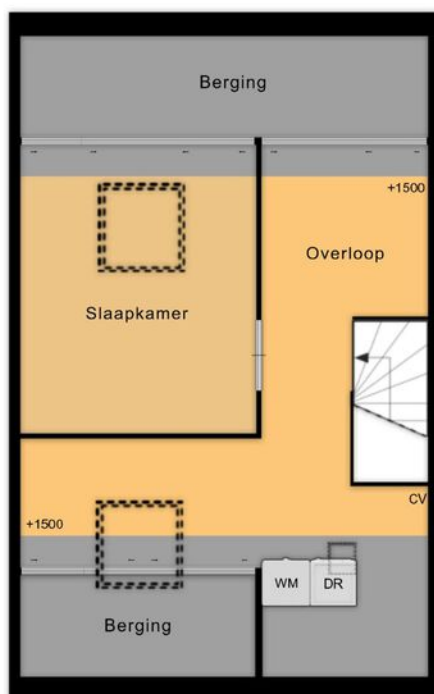 Berging
+1500
Overloop
Slaapkamer
CV
+1500
WM
DR
Berging